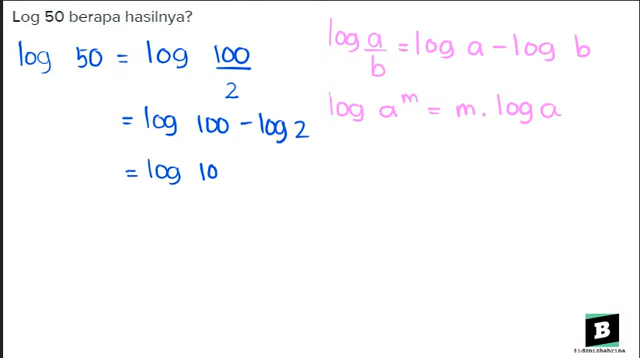 Log 50 berapa hasilnya?
log 50 = log 100/2
= log 100 - log 2
= log 10
log a/b = log a - log b
log a^m = m . log a
B